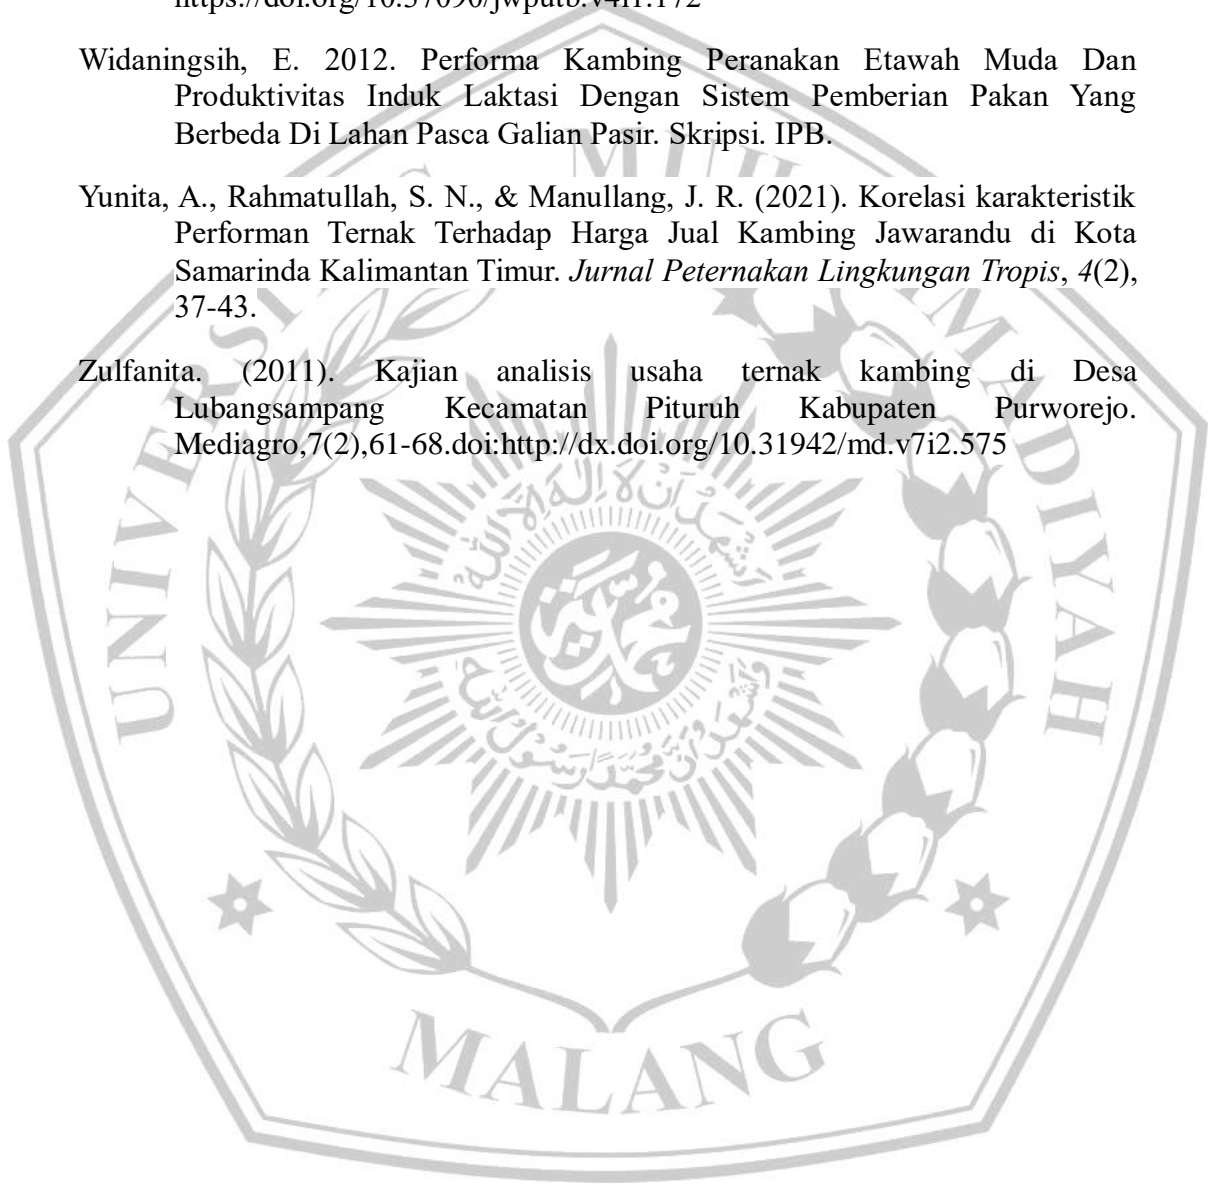 https://doi.org/10.37090/jwputb.v4i1.172
Widaningsih, E. 2012. Performa Kambing Peranakan Etawah Muda Dan
Produktivitas Induk Laktasi Dengan Sistem Pemberian Pakan Yang
Berbeda Di Lahan Pasca Galian Pasir. Skripsi. IPB.
Yunita, A., Rahmatullah, S. N., & Manullang, J. R. (2021). Korelasi karakteristik
Performan Ternak Terhadap Harga Jual Kambing Jawarandu di Kota
Samarinda Kalimantan Timur. Jurnal Peternakan Lingkungan Tropis, 4(2),
37-43.
Zulfanita. (2011). Kajian analisis usaha ternak kambing di Desa
Lubangsampang Kecamatan Pituruh Kabupaten Purworejo.
Mediagro,7(2),61-68.doi:http://dx.doi.org/10.31942/md.v7i2.575
MALANG